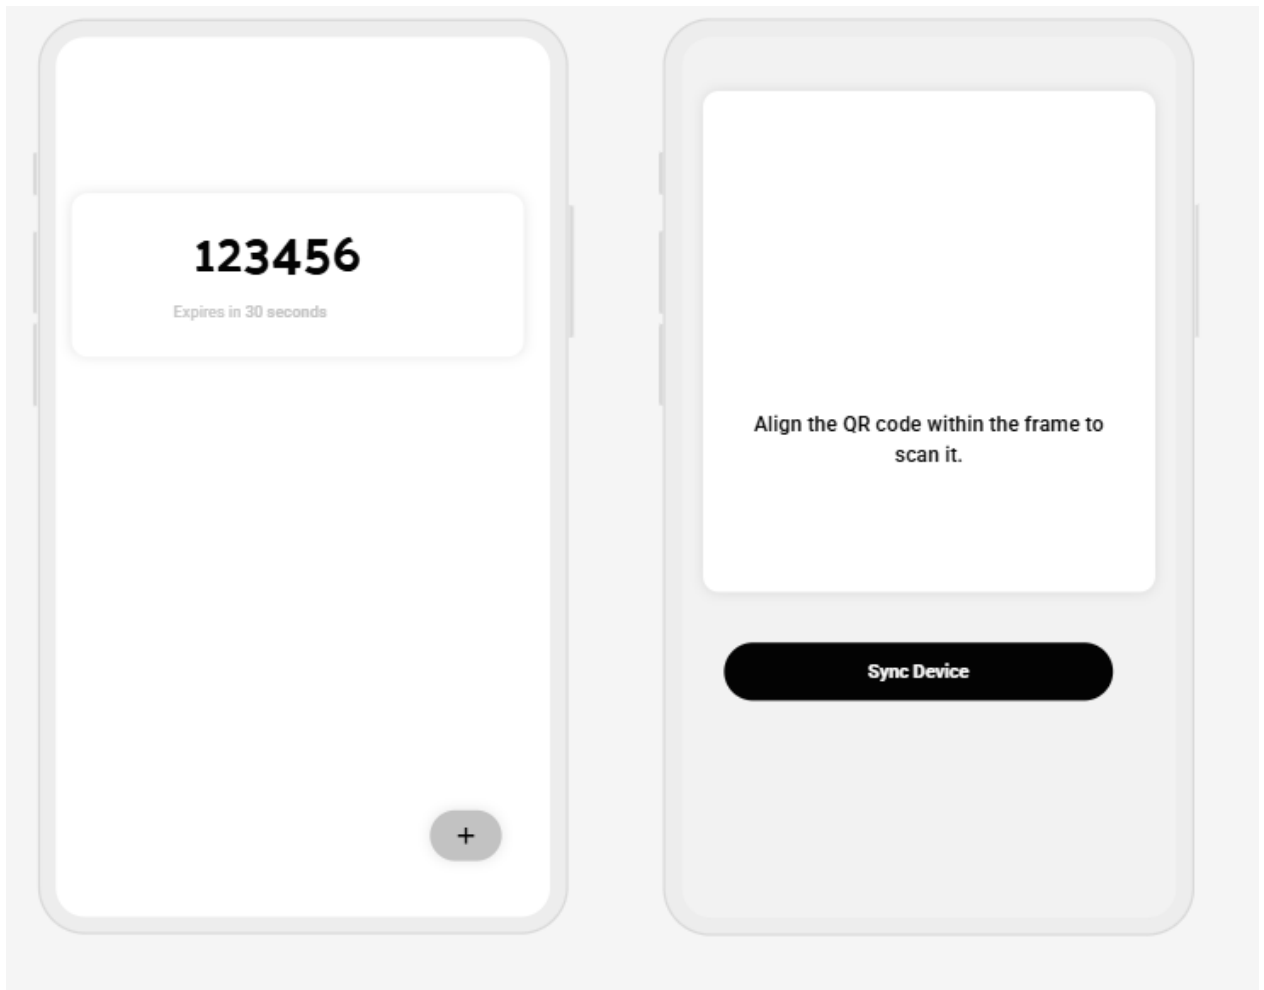 123456
Expires in 30 seconds
+
Align the QR code within the frame to
scan it.
Sync Device